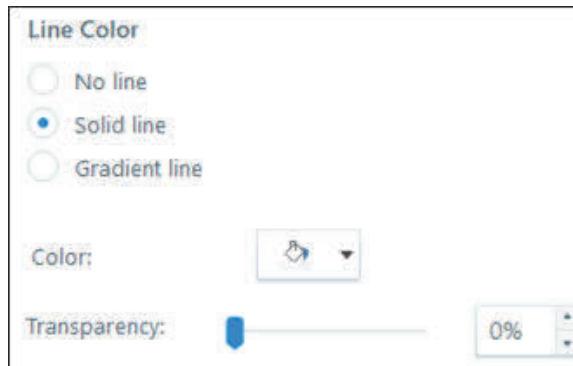 Line Color
No line
Solid line
Gradient line
Color:
Transparency:
0%